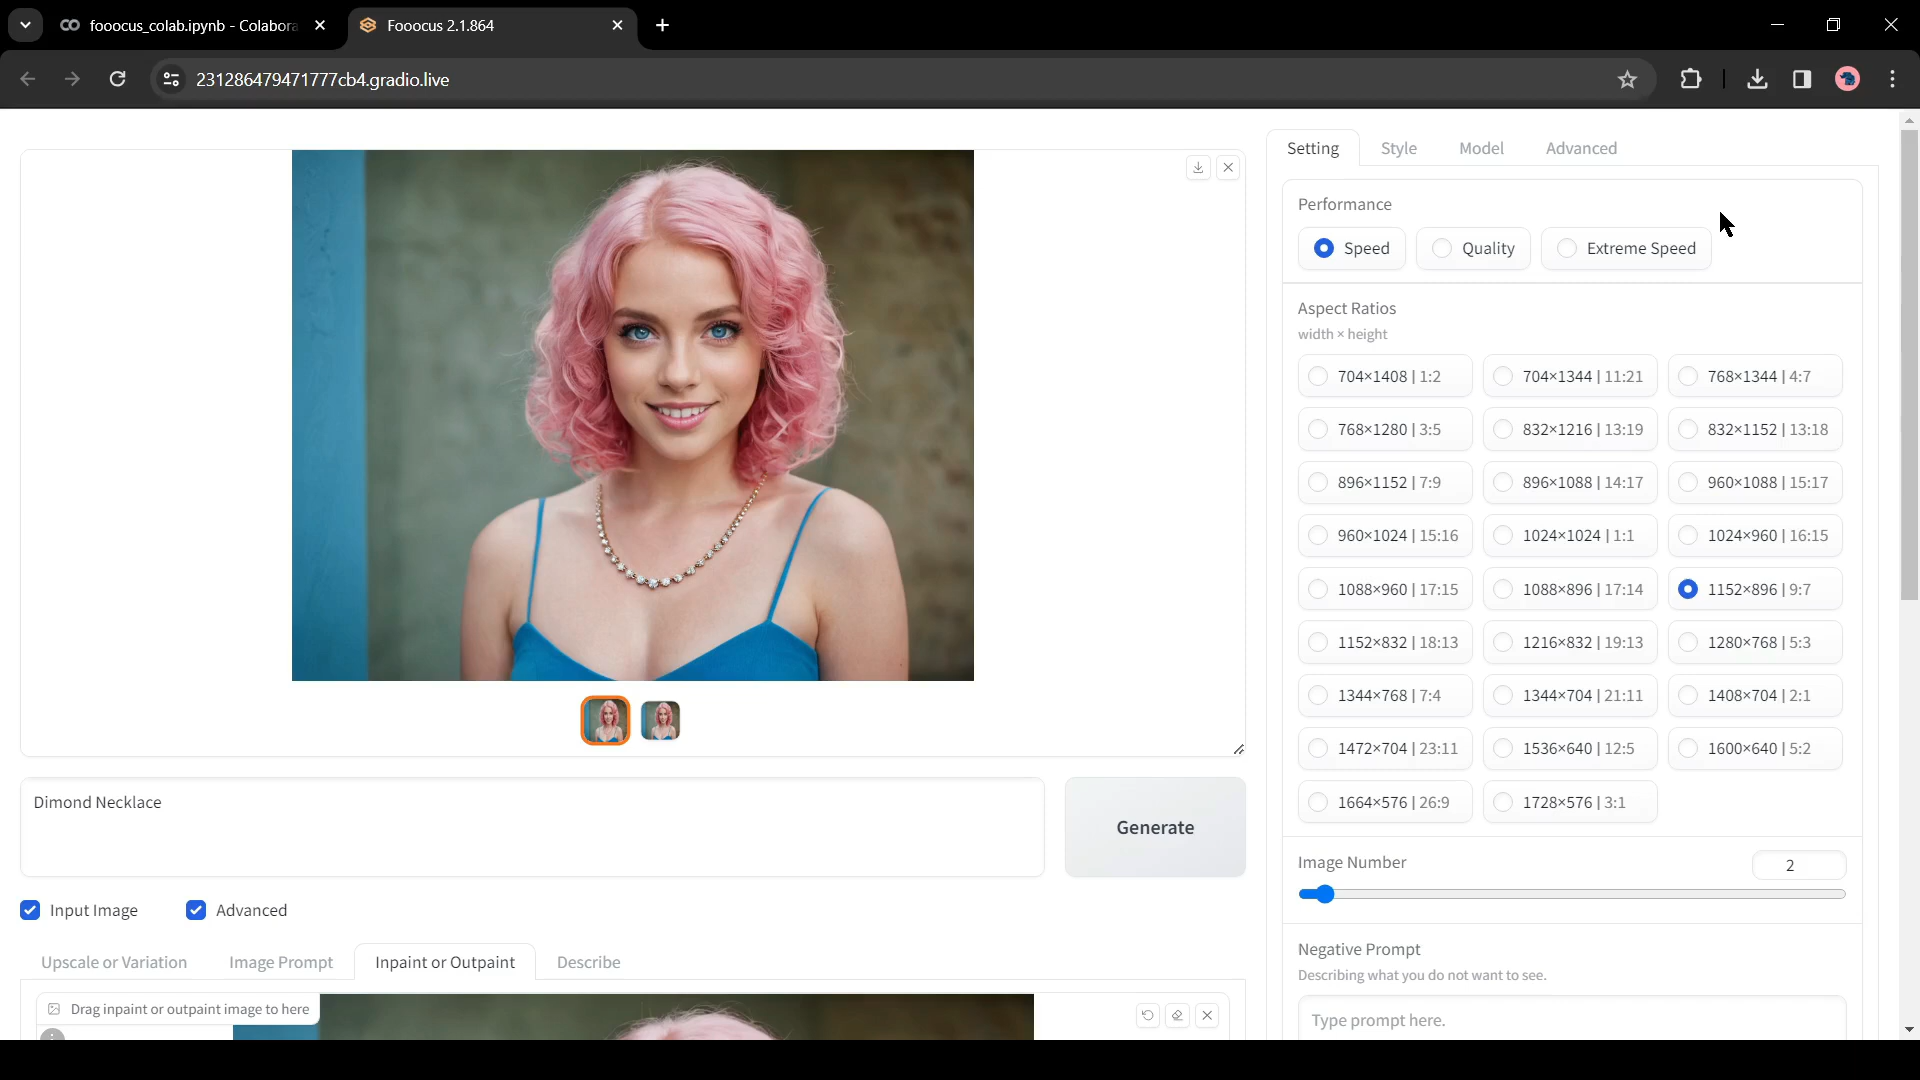 fooocus_colab.ipynb - Colabora
Fooocus 2.1.864
231286479471777cb4.gradio.live
Setting Style Model Advanced
Performance
Speed Quality Extreme Speed
Aspect Ratios
width × height
704×1408 | 1:2 704×1344 | 11:21 768×1344 | 4:7
768×1280 | 3:5 832×1216 | 13:19 832×1152 | 13:18
896×1152 | 7:9 896×1088 | 14:17 960×1088 | 15:17
960×1024 | 15:16 1024×1024 | 1:1 1024×960 | 16:15
1088×960 | 17:15 1088×896 | 17:14 1152×896 | 9:7
1152×832 | 18:13 1216×832 | 19:13 1280×768 | 5:3
1344×768 | 7:4 1344×704 | 21:11 1408×704 | 2:1
1472×704 | 23:11 1536×640 | 12:5 1600×640 | 5:2
1664×576 | 26:9 1728×576 | 3:1
Image Number 2
Negative Prompt
Describing what you do not want to see.
Type prompt here.
Dimond Necklace
Generate
Input Image Advanced
Upscale or Variation Image Prompt Inpaint or Outpaint Describe
Drag inpaint or outpaint image to here